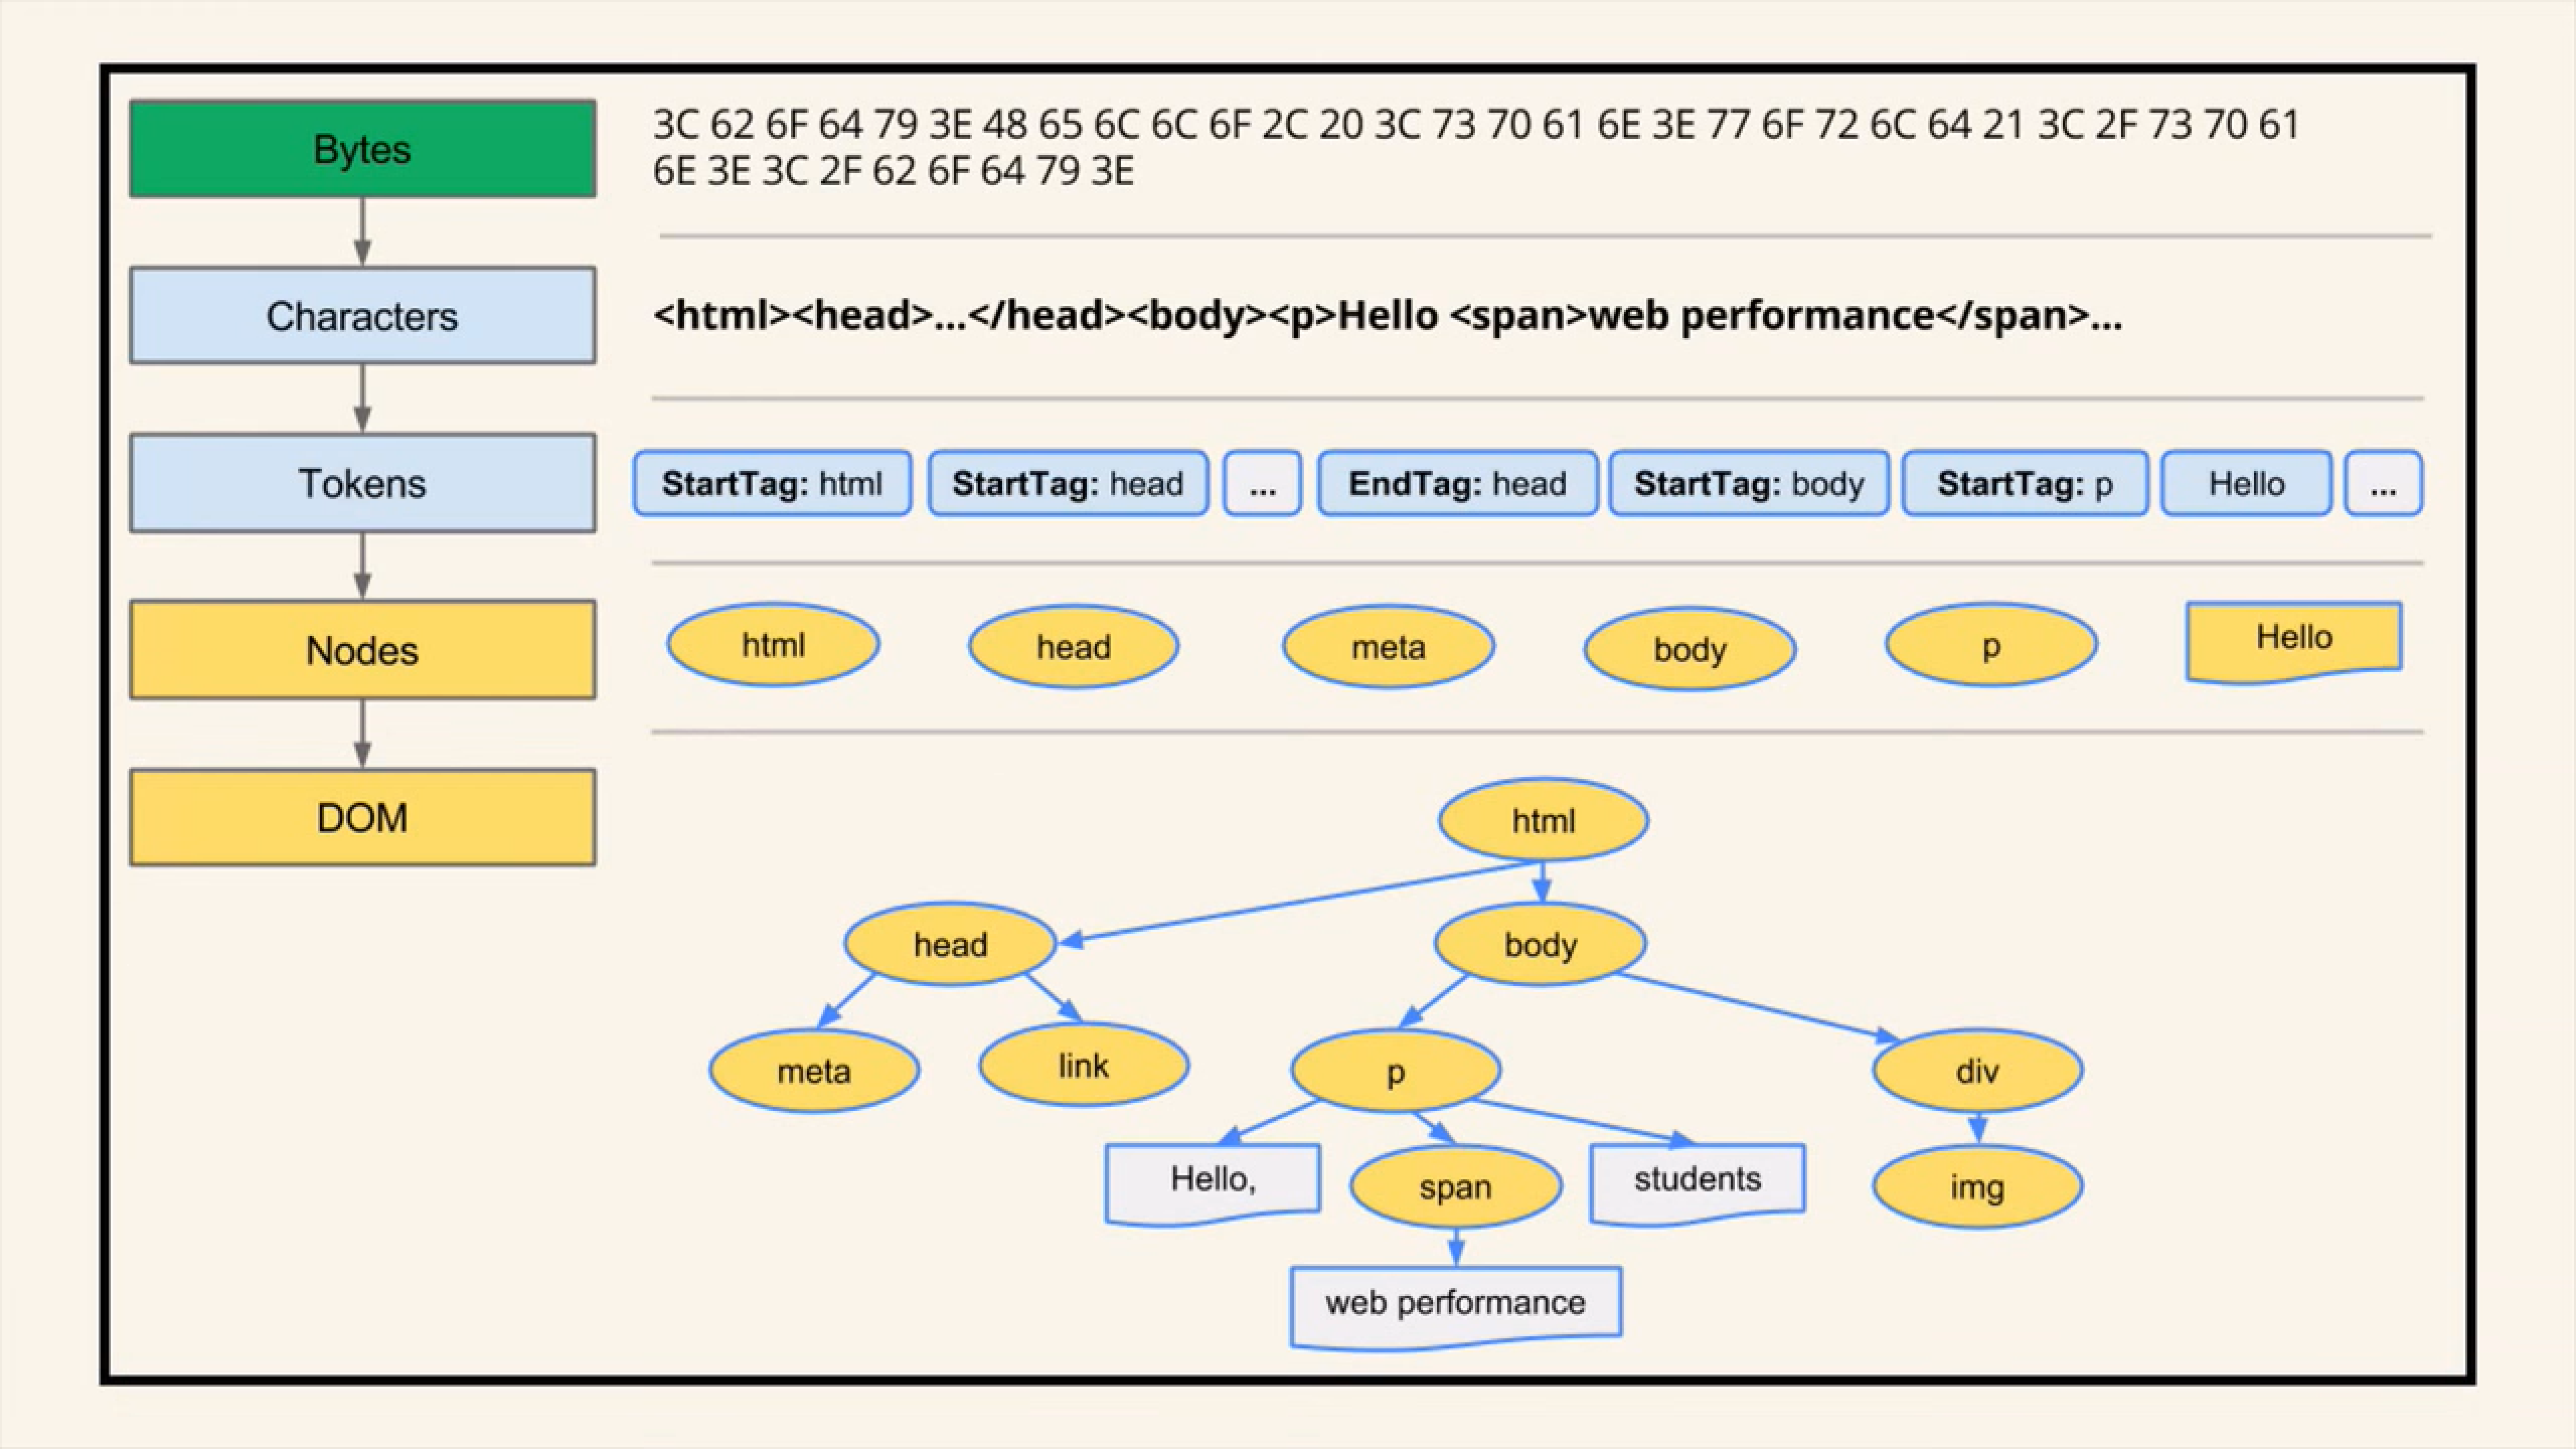 Bytes
3C 62 6F 64 79 3E 48 65 6C 6C 6F 2C 20 3C 73 70 61 6E 3E 77 6F 72 6C 64 21 3C 2F 73 70 61
6E 3E 3C 2F 62 6F 64 79 3E
Characters
<html><head>...</head><body><p>Hello <span>web performance</span>...
Tokens
StartTag: html
StartTag: head
...
EndTag: head
StartTag: body
StartTag: p
Hello
...
Nodes
html
head
meta
body
p
Hello
DOM
html
head
body
meta
link
p
div
Hello,
span
students
img
web performance